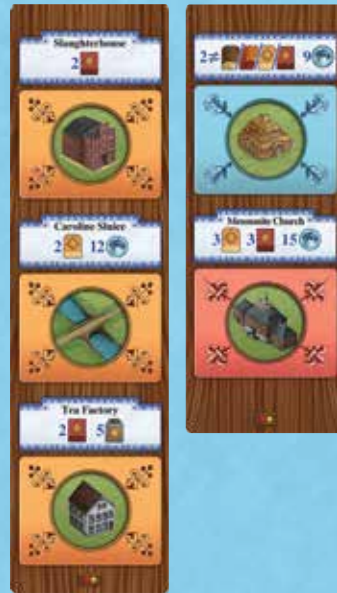 Slaughterhouse
2
Caroline Sluice
2 12
Tea Factory
2 5
2≠ 9
Mennonite Church
3 3 15